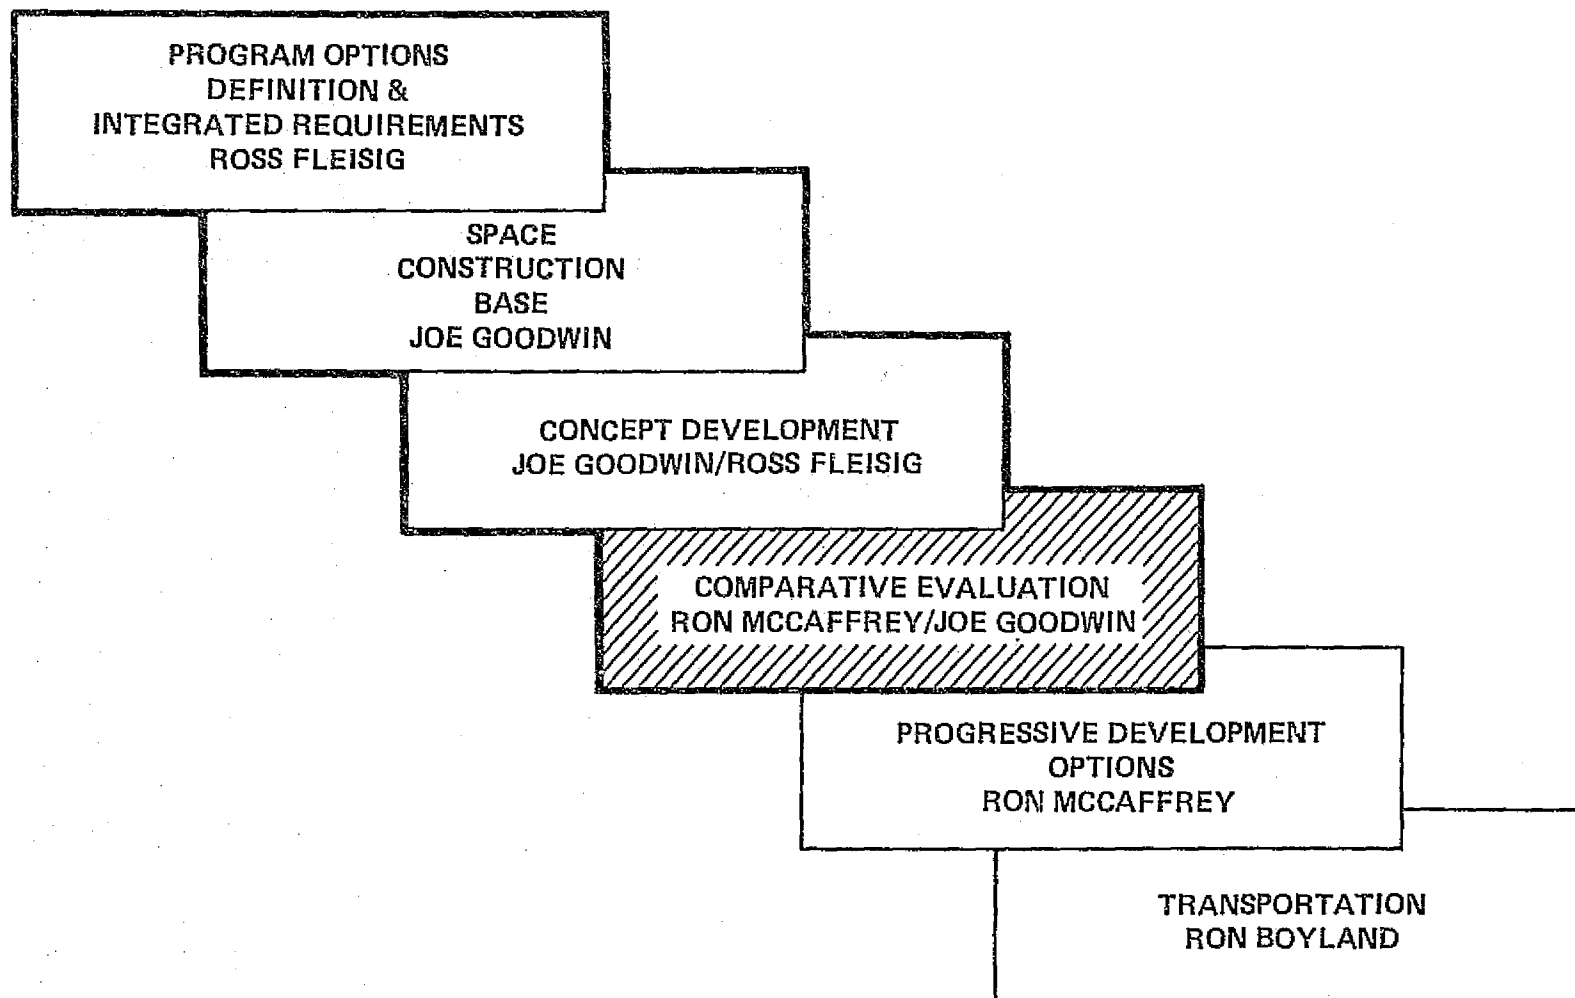 PROGRAM OPTIONS
DEFINITION &
INTEGRATED REQUIREMENTS
ROSS FLEISIG
SPACE
CONSTRUCTION
BASE
JOE GOODWIN
CONCEPT DEVELOPMENT
JOE GOODWIN/ROSS FLEISIG
COMPARATIVE EVALUATION
RON MCCAFFREY/JOE GOODWIN
PROGRESSIVE DEVELOPMENT
OPTIONS
RON MCCAFFREY
TRANSPORTATION
RON BOYLAND